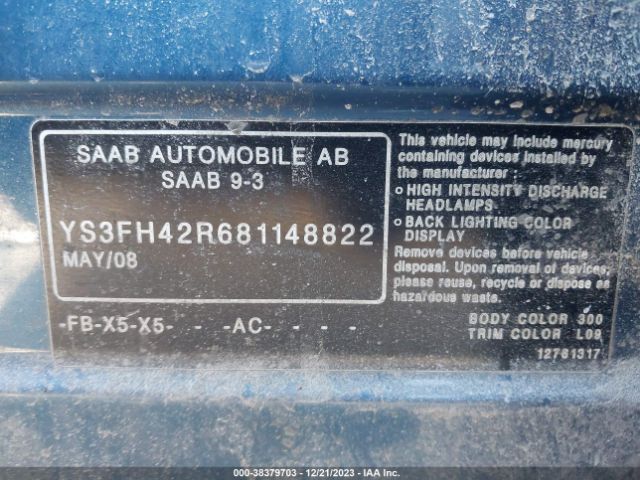 SAAB AUTOMOBILE AB
SAAB 9-3
YS3FH42R681148822
MAY/08
-FB-X5-X5- - -AC- - - -
This vehicle may include mercury
containing devices installed by
the manufacturer :
o HIGH INTENSITY DISCHARGE
HEADLAMPS
o BACK LIGHTING COLOR
DISPLAY
Remove devices before vehicle
disposal. Upon removal of devices,
please reuse, recycle or dispose as
hazardous waste.
BODY COLOR 300
TRIM COLOR L09
12781317
000-38379703 - 12/21/2023 - IAA Inc.